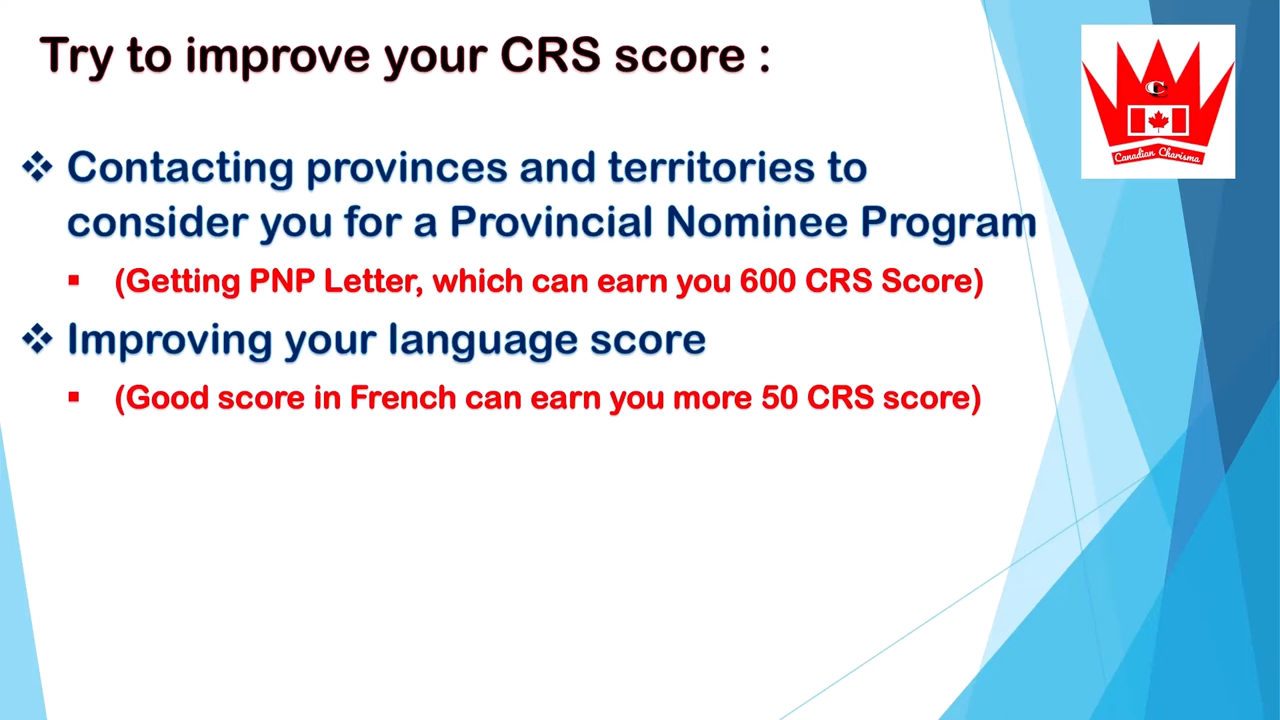 Try to improve your CRS score :
Contacting provinces and territories to
consider you for a Provincial Nominee Program
(Getting PNP Letter, which can earn you 600 CRS Score)
Improving your language score
(Good score in French can earn you more 50 CRS score)
C
Canadian Charisma